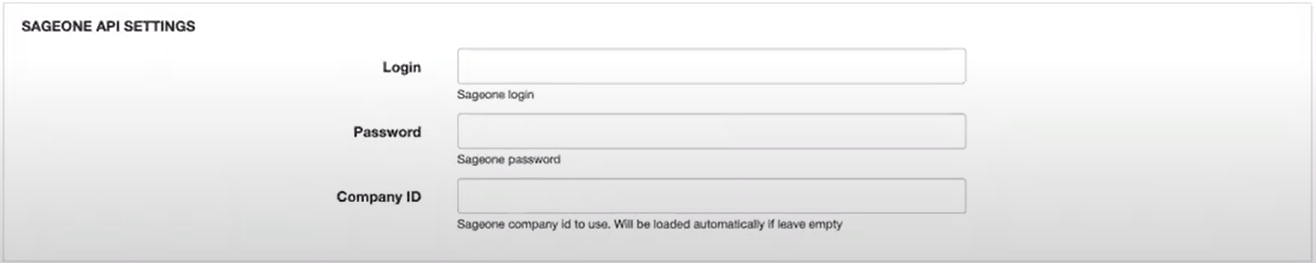 SAGEONE API SETTINGS
Login
Sageone login
Password
Sageone password
Company ID
Sageone company id to use. Will be loaded automatically if leave empty